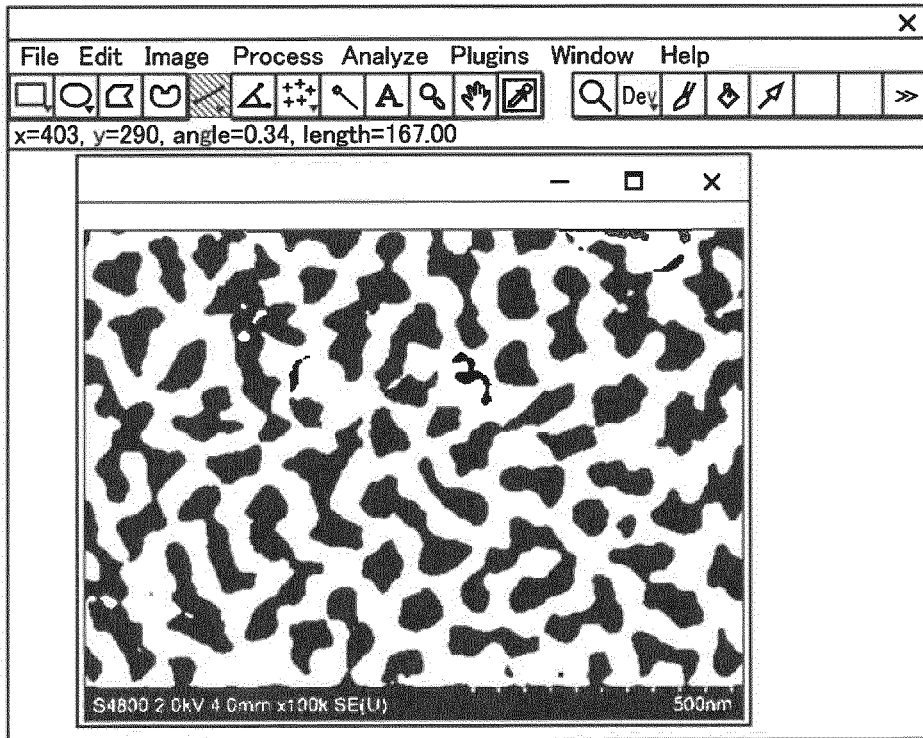 File Edit Image Process Analyze Plugins Window Help
A Dev >>
x=403, y=290, angle=0.34, length=167.00
S4800 2.0kV 4.0mm x100k SE(U) 500nm